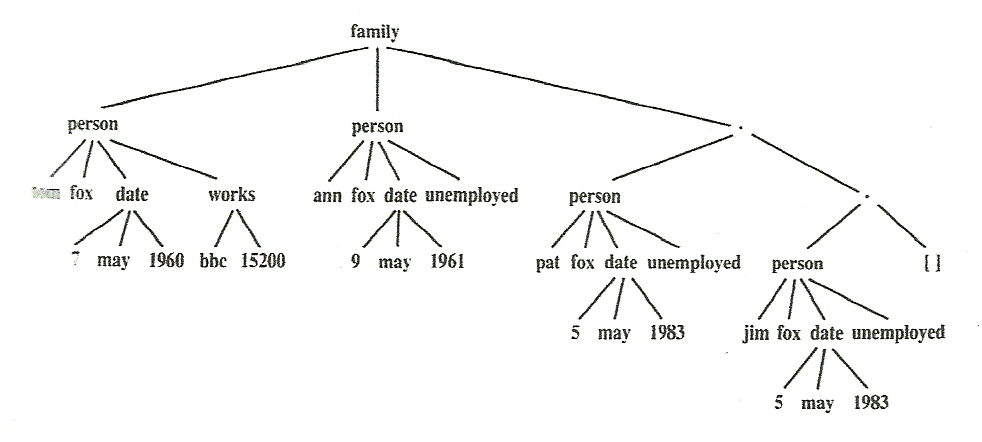 family
person person .
fox date works ann fox date unemployed person .
7 may 1960 bbc 15200 9 may 1961 pat fox date unemployed person [ ]
5 may 1983 jim fox date unemployed
5 may 1983